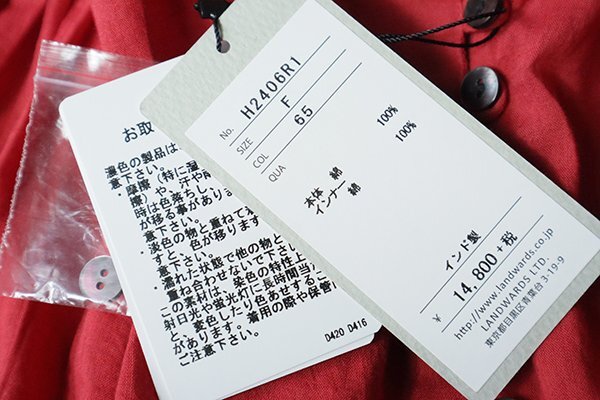 No. H2406R1
SIZE F
COL 65
QUA
本体 綿 100%
インナー 綿 100%
インド製
¥ 14,800 +税
http://www.landwards.co.jp
LANDWARDS LTD.
東京都目黒区青葉台 3-19-9
お取
濃色の製品は
意下さい。
・摩擦(特に湿
擦)や、汗や
時は色落ちし、
が移る事がありま
意下さい。
・淡色の物と重ねて
すと、色が移ります
意下さい。
・濡れた状態で他の物と
重ね合わせないで下さ
この素材は、染色の特性上
射日光や蛍光灯に長時間当
と、変色したり色あせするこ
があります。着用の際や保管
ご注意下さい。
D420 D416